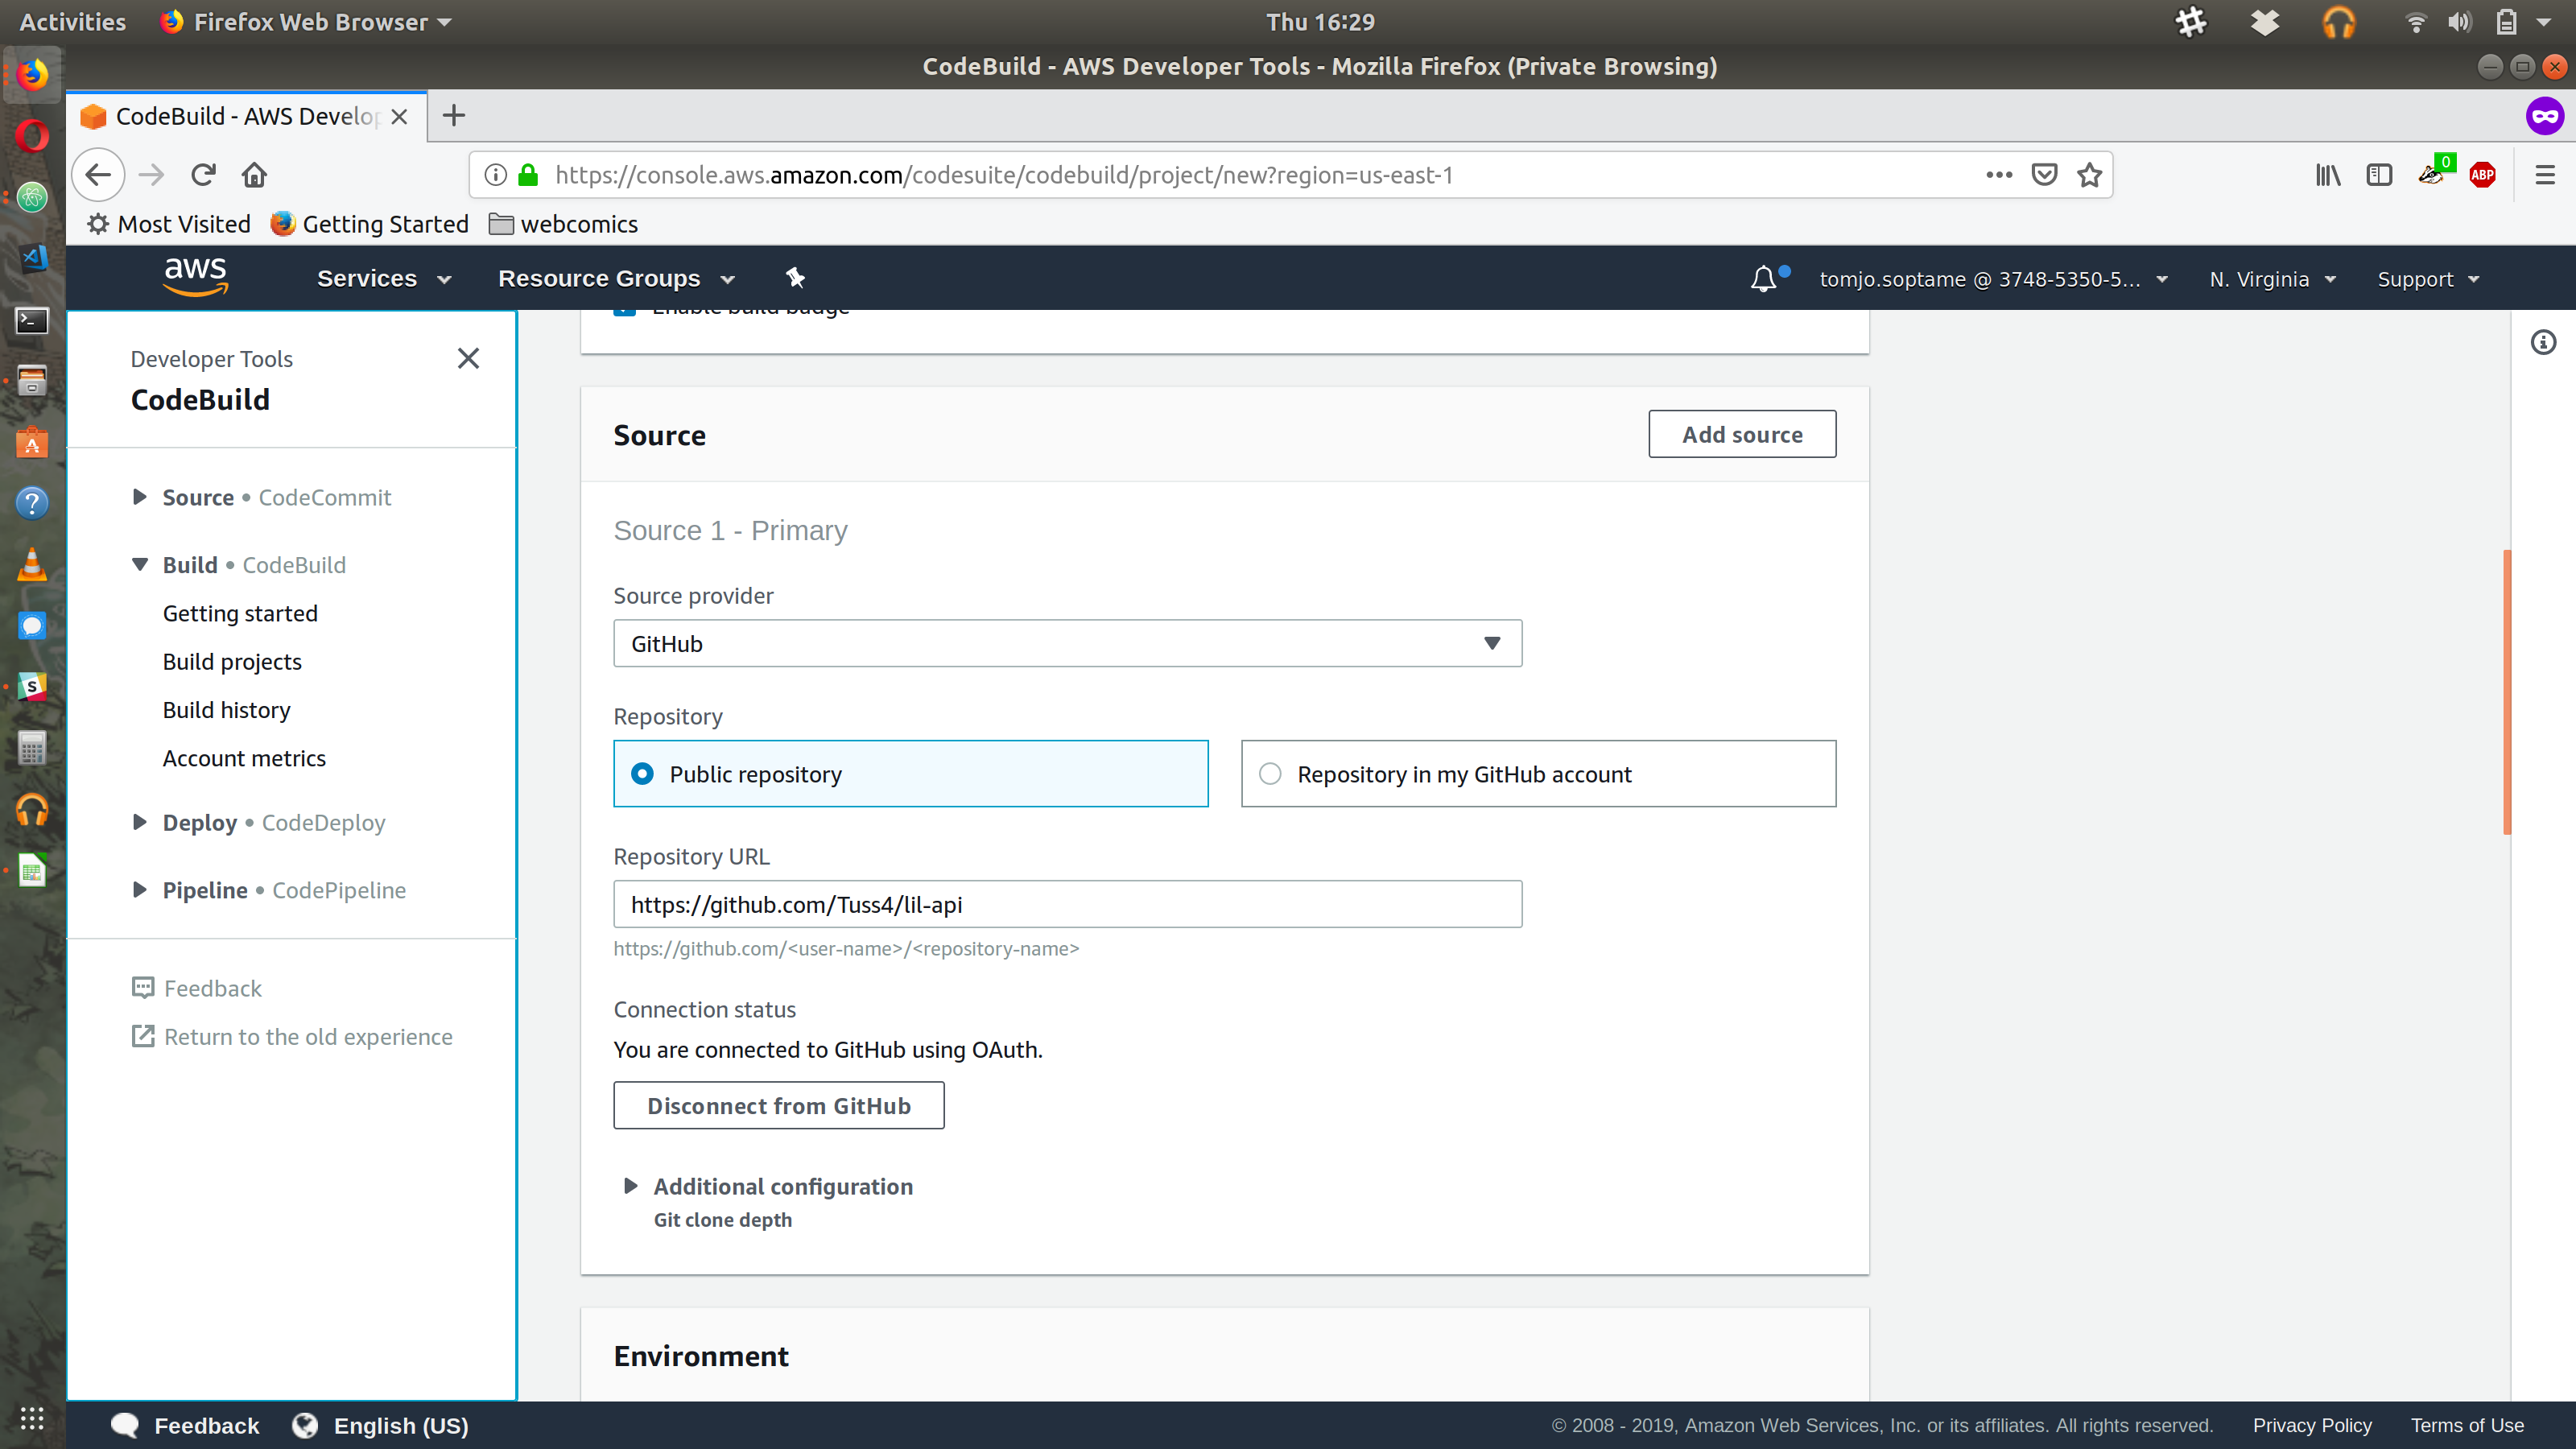 Activities
Firefox Web Browser
Thu 16:29
CodeBuild - AWS Developer Tools - Mozilla Firefox (Private Browsing)
CodeBuild - AWS Develop
https://console.aws.amazon.com/codesuite/codebuild/project/new?region=us-east-1
0
ABP
Most Visited
Getting Started
webcomics
aws
Services
Resource Groups
tomjo.soptame @ 3748-5350-5...
N. Virginia
Support
Developer Tools
CodeBuild
Source • CodeCommit
Build • CodeBuild
Getting started
Build projects
Build history
Account metrics
Deploy • CodeDeploy
Pipeline • CodePipeline
Feedback
Return to the old experience
Enable build badge
Source
Add source
Source 1 - Primary
Source provider
GitHub
Repository
Public repository
Repository in my GitHub account
Repository URL
https://github.com/Tuss4/lil-api
https://github.com/<user-name>/<repository-name>
Connection status
You are connected to GitHub using OAuth.
Disconnect from GitHub
Additional configuration
Git clone depth
Environment
Feedback
English (US)
© 2008 - 2019, Amazon Web Services, Inc. or its affiliates. All rights reserved.
Privacy Policy
Terms of Use